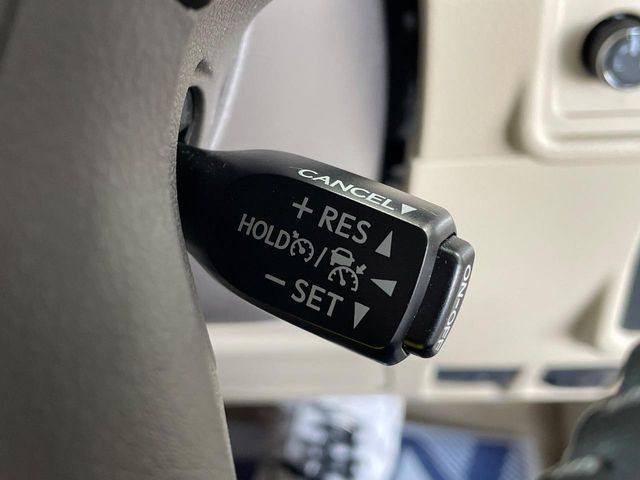 CANCEL▼
+ RES ▲
HOLD /
− SET ▼
ON-OFF